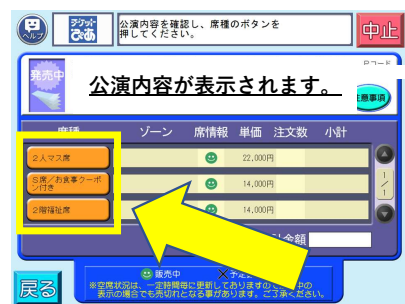 ヘルプ
チケット
ぴあ
公演内容を確認し、席種のボタンを
押してください。
中止
Pコード
発売中
公演内容が表示されます。
注意事項
席種 ゾーン 席情報 単価 注文数 小計
2人マス席 22,000円
S席/お食事クーポ
ン付き 14,000円
2階福祉席 14,000円
1/1
計金額
戻る
販売中 ×予定
※空席状況は、一定時間毎に更新しておりますので 中の
表示の場合でも売切れとなる事があります。ご了承ください。